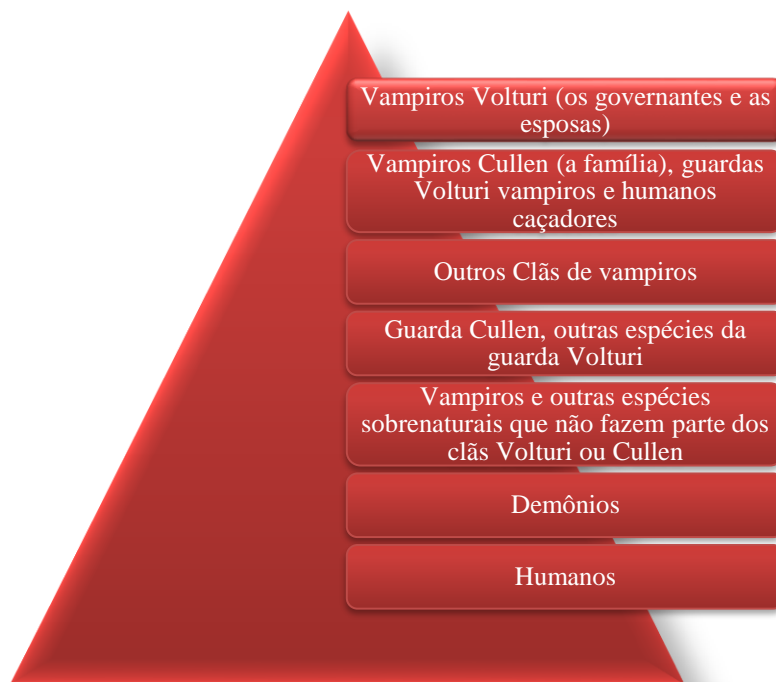 Vampiros Volturi (os governantes e as
esposas)
Vampiros Cullen (a família), guardas
Volturi vampiros e humanos
caçadores
Outros Clãs de vampiros
Guarda Cullen, outras espécies da
guarda Volturi
Vampiros e outras espécies
sobrenaturais que não fazem parte dos
clãs Volturi ou Cullen
Demônios
Humanos